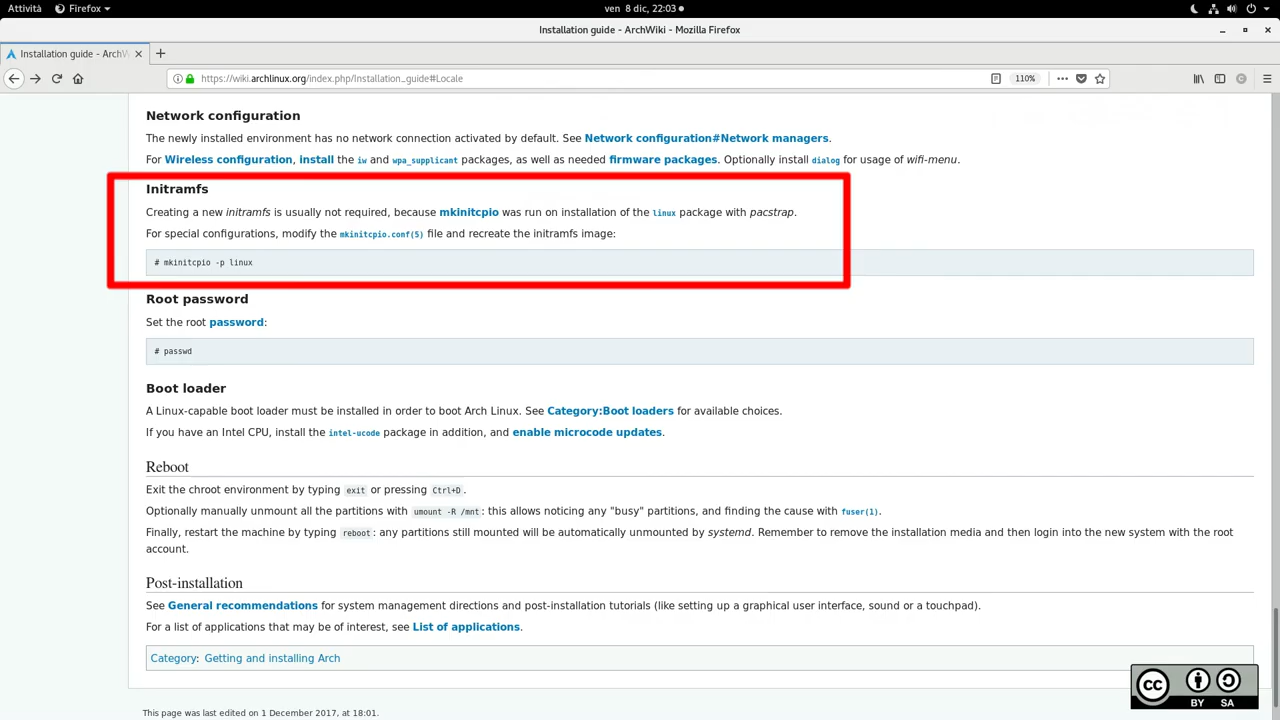 Attività Firefox ven 8 dic, 22:03
Installation guide - ArchWiki - Mozilla Firefox
Installation guide - ArchW
https://wiki.archlinux.org/index.php/Installation_guide#Locale 110%
Network configuration
The newly installed environment has no network connection activated by default. See Network configuration#Network managers.
For Wireless configuration, install the iw and wpa_supplicant packages, as well as needed firmware packages. Optionally install dialog for usage of wifi-menu.
Initramfs
Creating a new initramfs is usually not required, because mkinitcpio was run on installation of the linux package with pacstrap.
For special configurations, modify the mkinitcpio.conf(5) file and recreate the initramfs image:
# mkinitcpio -p linux
Root password
Set the root password:
# passwd
Boot loader
A Linux-capable boot loader must be installed in order to boot Arch Linux. See Category:Boot loaders for available choices.
If you have an Intel CPU, install the intel-ucode package in addition, and enable microcode updates.
Reboot
Exit the chroot environment by typing exit or pressing Ctrl+D.
Optionally manually unmount all the partitions with umount -R /mnt: this allows noticing any "busy" partitions, and finding the cause with fuser(1).
Finally, restart the machine by typing reboot: any partitions still mounted will be automatically unmounted by systemd. Remember to remove the installation media and then login into the new system with the root
account.
Post-installation
See General recommendations for system management directions and post-installation tutorials (like setting up a graphical user interface, sound or a touchpad).
For a list of applications that may be of interest, see List of applications.
Category: Getting and installing Arch
CC BY SA
This page was last edited on 1 December 2017, at 18:01.